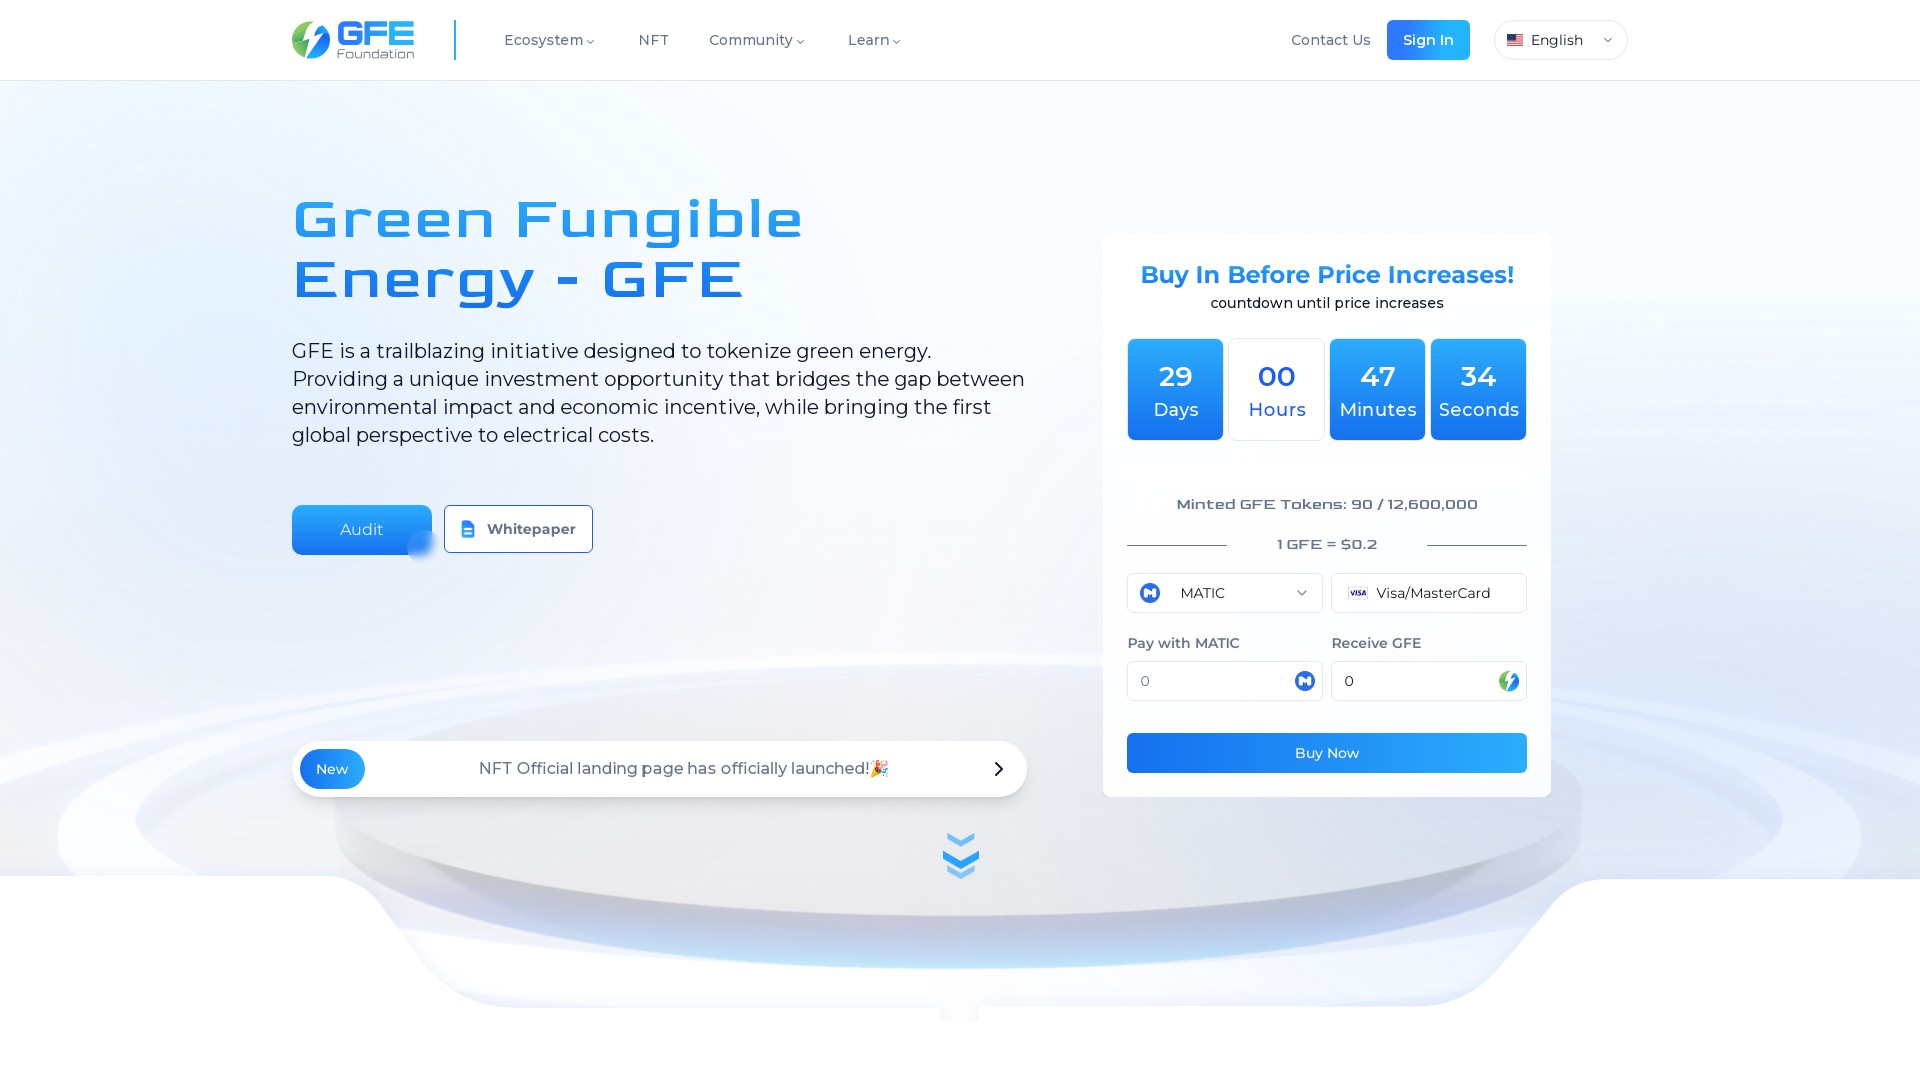 GFE
Foundation
Ecosystem
NFT
Community
Learn
Contact Us
Sign In
English
Green Fungible
Energy - GFE
GFE is a trailblazing initiative designed to tokenize green energy.
Providing a unique investment opportunity that bridges the gap between
environmental impact and economic incentive, while bringing the first
global perspective to electrical costs.
Audit
Whitepaper
New
NFT Official landing page has officially launched!🎉
Buy In Before Price Increases!
countdown until price increases
29
Days
00
Hours
47
Minutes
34
Seconds
Minted GFE Tokens: 90 / 12,600,000
1 GFE = $0.2
MATIC
VISA
Visa/MasterCard
Pay with MATIC
Receive GFE
0
0
Buy Now